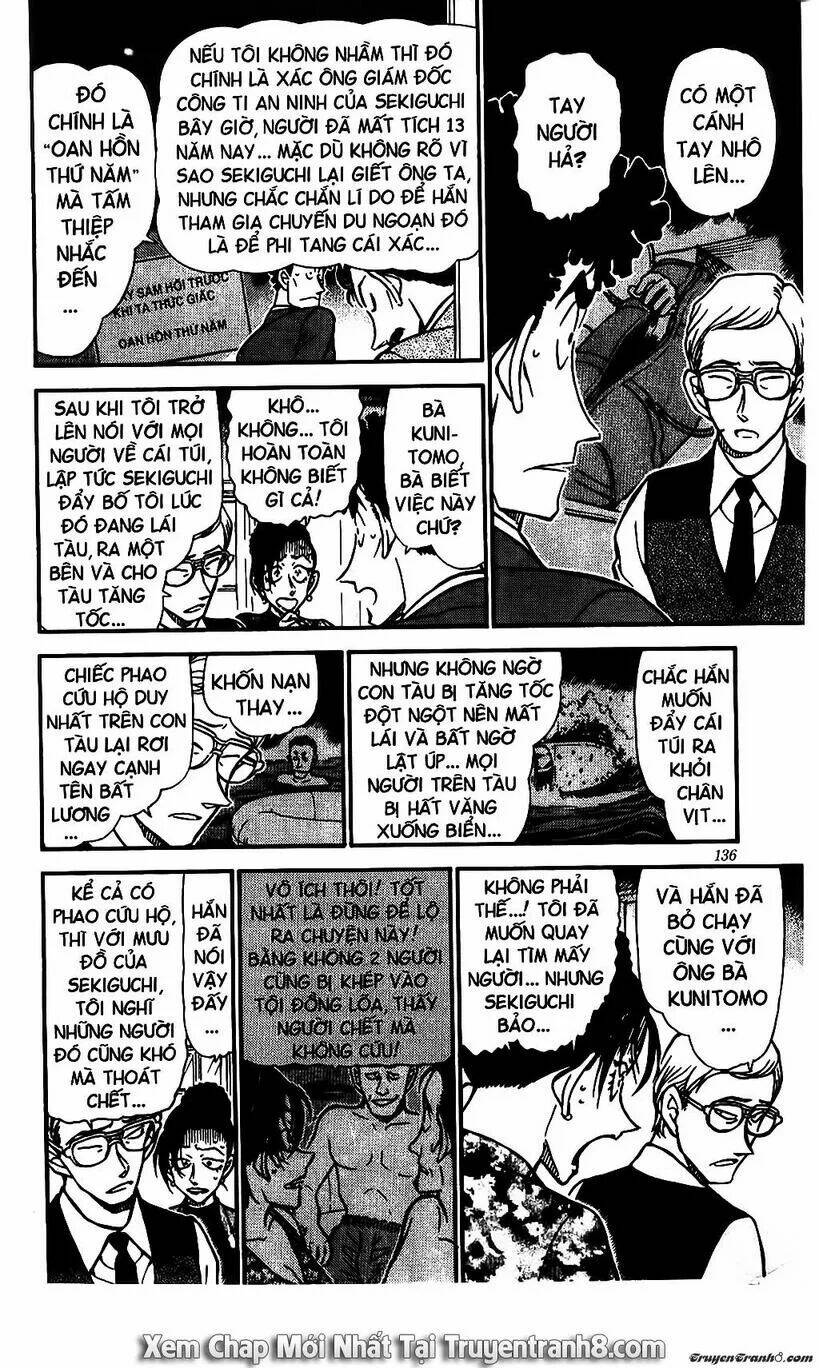 CÓ MỘT
CÁNH
TAY NHÔ
LÊN...
TAY
NGƯỜI
HẢ?
NẾU TÔI KHÔNG NHẦM THÌ ĐÓ
CHÍNH LÀ XÁC ÔNG GIÁM ĐỐC
CÔNG TI AN NINH CỦA SEKIGUCHI
BÂY GIỜ, NGƯỜI ĐÃ MẤT TÍCH 13
NĂM NAY... MẶC DÙ KHÔNG RÕ VÌ
SAO SEKIGUCHI LẠI GIẾT ÔNG TA,
NHƯNG CHẮC CHẮN LÍ DO ĐỂ HẮN
THAM GIA CHUYẾN DU NGOẠN ĐÓ
LÀ ĐỂ PHI TANG CÁI XÁC...
ĐÓ
CHÍNH LÀ
"OAN HỒN
THỨ NĂM"
MÀ TẤM
THIỆP
NHẮC
ĐẾN
...
SÁM HỐI TRƯỚC
KHI TA THỨC GIẤC
OAN HỒN THỨ NĂM
BÀ
KUNI-
TOMO,
BÀ BIẾT
VIỆC NÀY
CHỨ?
KHÔ...
KHÔNG... TÔI
HOÀN TOÀN
KHÔNG BIẾT
GÌ CẢ!
SAU KHI TÔI TRỞ
LÊN NÓI VỚI MỌI
NGƯỜI VỀ CÁI TÚI,
LẬP TỨC SEKIGUCHI
ĐẨY BỐ TÔI LÚC
ĐÓ ĐANG LÁI
TÀU, RA MỘT
BÊN VÀ CHO
TÀU TĂNG
TỐC...
CHẮC HẮN
MUỐN
ĐẨY CÁI
TÚI RA
KHỎI
CHÂN
VỊT...
NHƯNG KHÔNG NGỜ
CON TÀU BỊ TĂNG TỐC
ĐỘT NGỘT NÊN MẤT
LÁI VÀ BẤT NGỜ
LẬT ÚP... MỌI
NGƯỜI TRÊN TÀU
BỊ HẤT VĂNG
XUỐNG BIỂN...
KHỐN NẠN
THAY...
CHIẾC PHAO
CỨU HỘ DUY
NHẤT TRÊN CON
TÀU LẠI RƠI
NGAY CẠNH
TÊN BẤT
LƯƠNG
...
136
VÀ HẮN ĐÃ
BỎ CHẠY
CÙNG VỚI
ÔNG BÀ
KUNITOMO
...
KHÔNG PHẢI
THẾ...! TÔI ĐÃ
MUỐN QUAY
LẠI TÌM MẤY
NGƯỜI... NHƯNG
SEKIGUCHI
BẢO...
VÔ ÍCH THÔI! TỐT
NHẤT LÀ ĐỪNG ĐỂ LỘ
RA CHUYỆN NÀY!
BẰNG KHÔNG 2 NGƯỜI
CŨNG BỊ KHÉP VÀO
TỘI ĐỒNG LÕA, THẤY
NGƯỜI CHẾT MÀ
KHÔNG CỨU!
HẮN
ĐÃ
NÓI
VẬY
ĐẤY
...
KỂ CẢ CÓ
PHAO CỨU HỘ,
THÌ VỚI MƯU
ĐỒ CỦA
SEKIGUCHI,
TÔI NGHĨ
NHỮNG NGƯỜI
ĐÓ CŨNG KHÓ
MÀ THOÁT
CHẾT...
Xem Chap Mới Nhất Tại Truyentranh8.com
TruyenTranh8.com